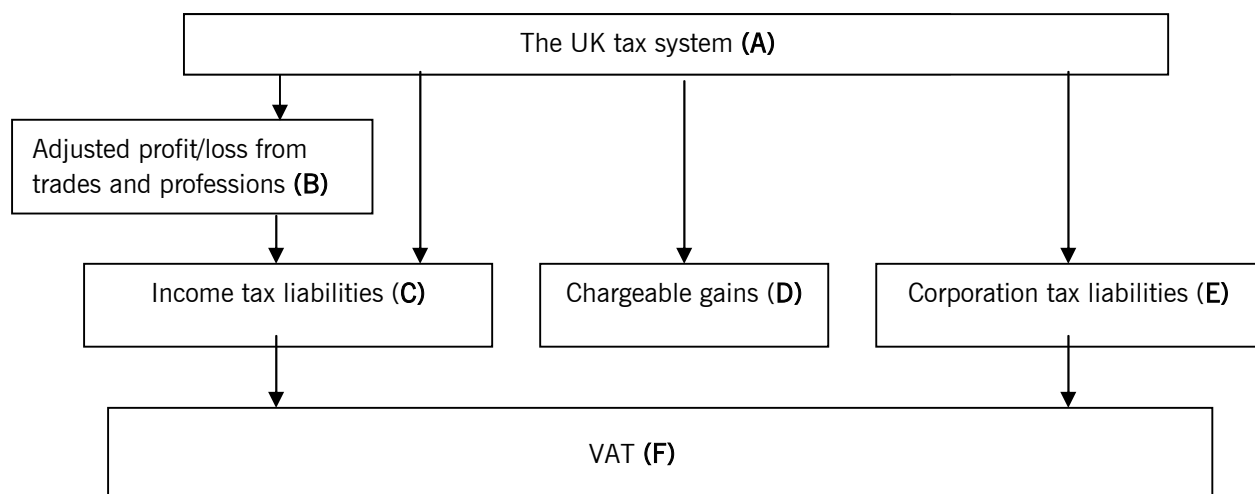 The UK tax system (A)
Adjusted profit/loss from
trades and professions (B)
Income tax liabilities (C)
Chargeable gains (D)
Corporation tax liabilities (E)
VAT (F)